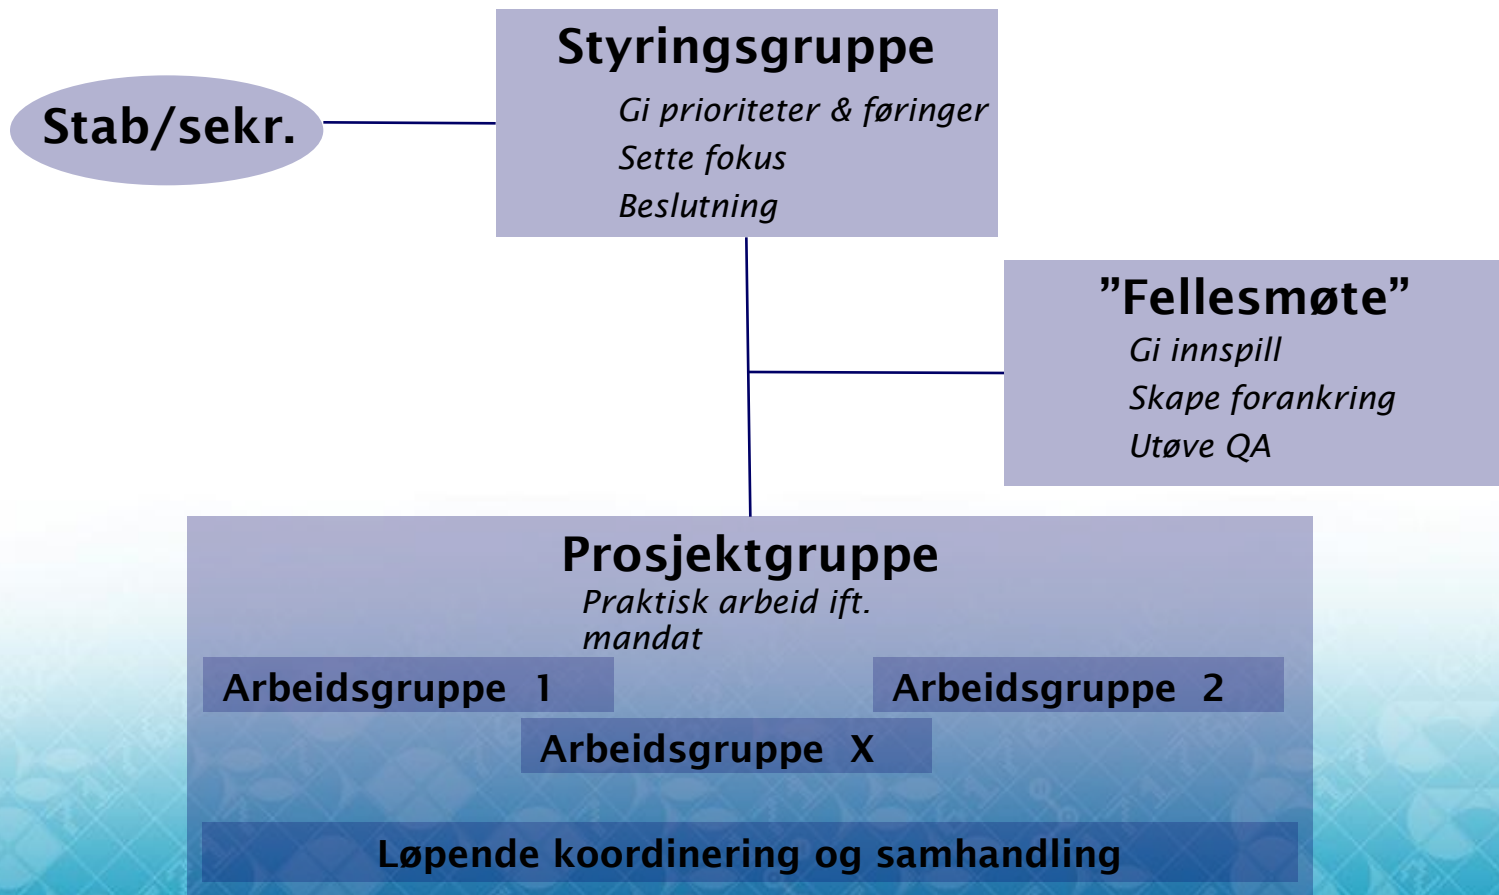 Styringsgruppe
Gi prioriteter & føringer
Sette fokus
Beslutning
Stab/sekr.
”Fellesmøte”
Gi innspill
Skape forankring
Utøve QA
Prosjektgruppe
Praktisk arbeid ift.
mandat
Arbeidsgruppe 1
Arbeidsgruppe 2
Arbeidsgruppe X
Løpende koordinering og samhandling